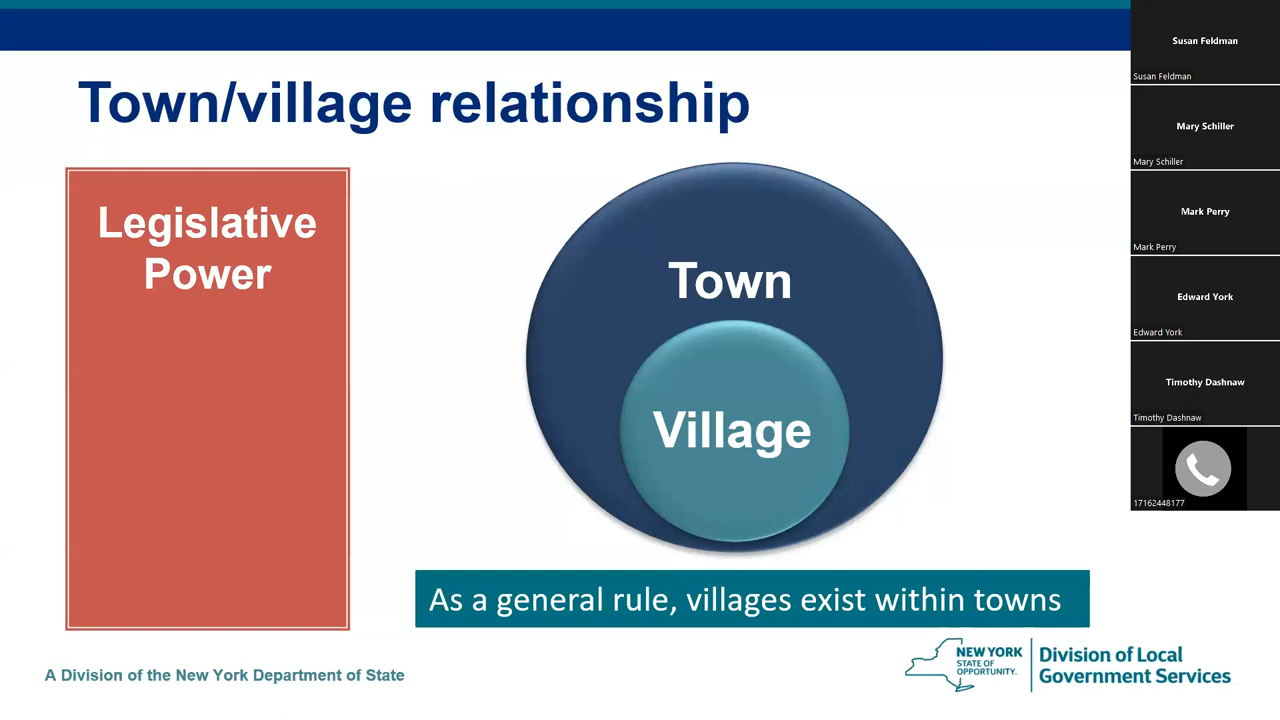 Town/village relationship
Legislative
Power
Town
Village
As a general rule, villages exist within towns
A Division of the New York Department of State
NEW YORK
STATE OF
OPPORTUNITY.
Division of Local
Government Services
Susan Feldman
Susan Feldman
Mary Schiller
Mary Schiller
Mark Perry
Mark Perry
Edward York
Edward York
Timothy Dashnaw
Timothy Dashnaw
17162448177